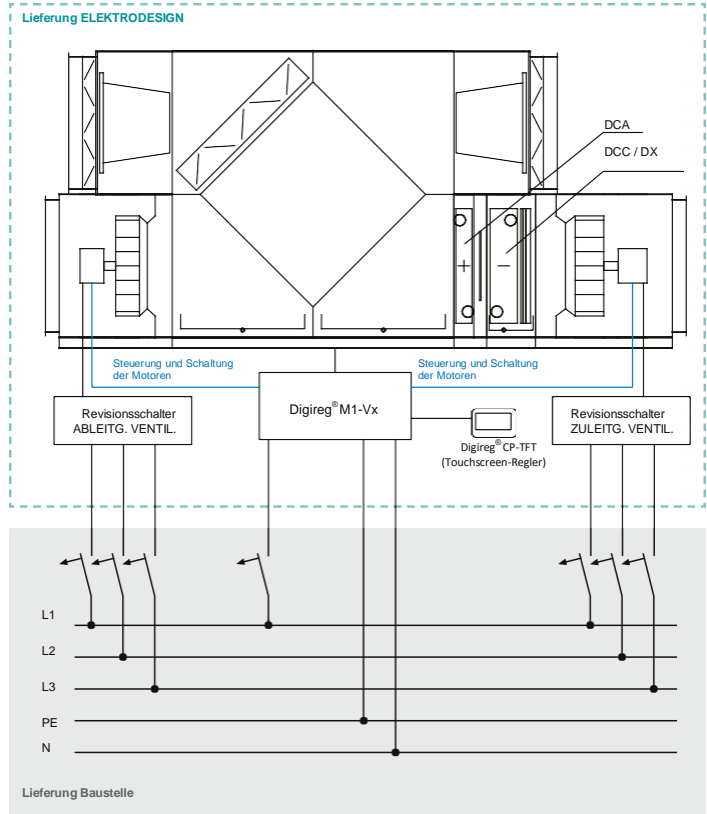 Lieferung ELEKTRODESIGN
DCA
DCC / DX
+
−
Steuerung und Schaltung
der Motoren
Steuerung und Schaltung
der Motoren
Revisionsschalter
ABLEITG. VENTIL.
Digireg® M1-Vx
Digireg® CP-TFT
(Touchscreen-Regler)
Revisionsschalter
ZULEITG. VENTIL.
L1
L2
L3
PE
N
Lieferung Baustelle